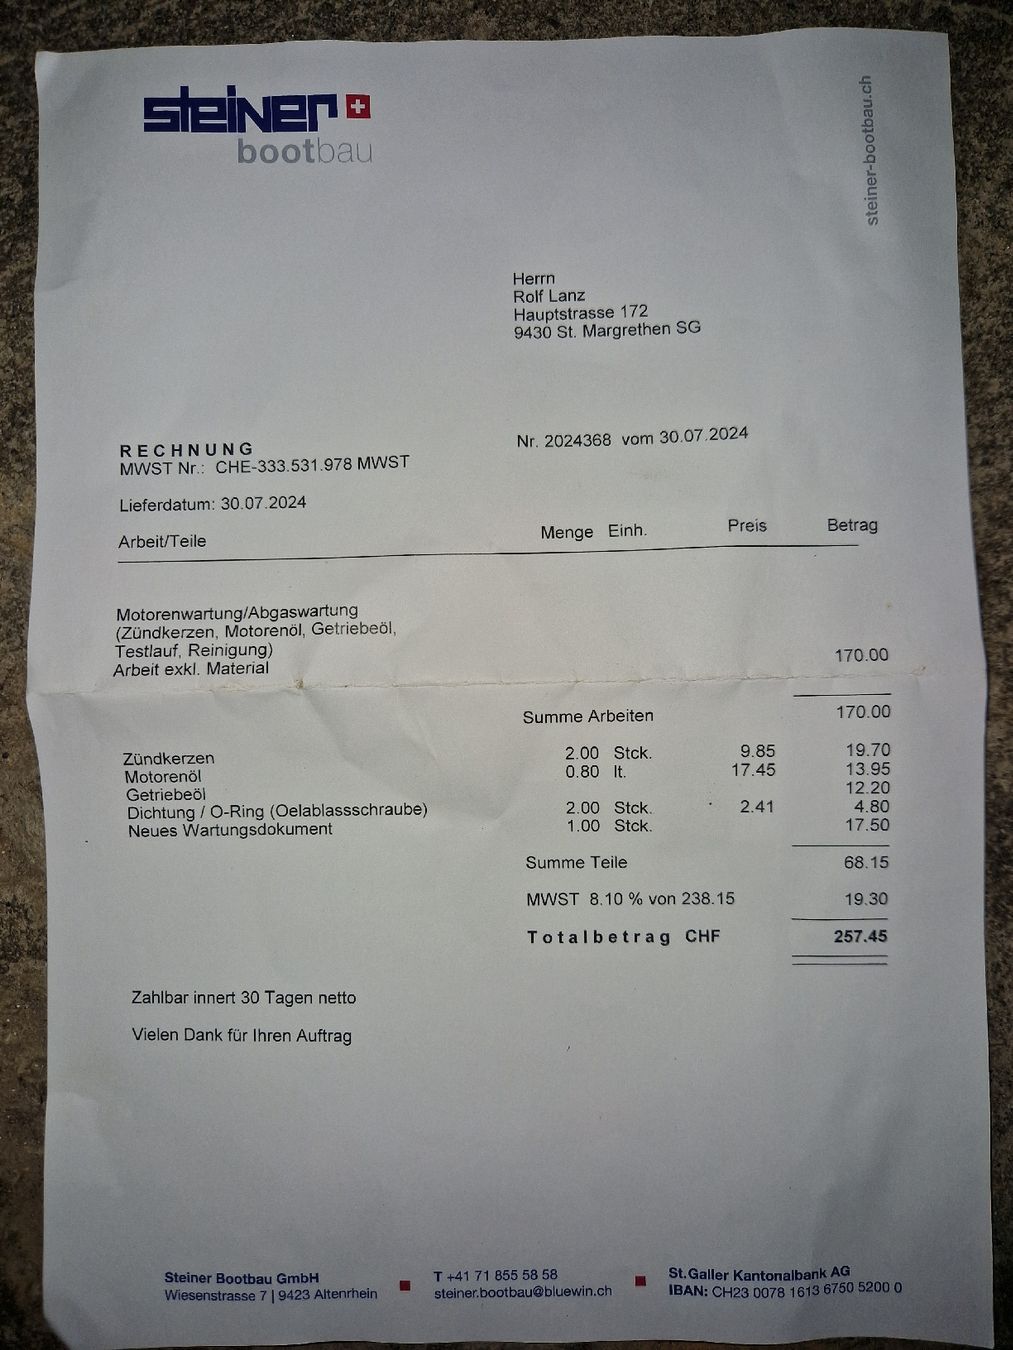 steiner
bootbau
steiner-bootbau.ch
Herrn
Rolf Lanz
Hauptstrasse 172
9430 St. Margrethen SG
RECHNUNG
MWST Nr.: CHE-333.531.978 MWST
Nr. 2024368 vom 30.07.2024
Lieferdatum: 30.07.2024
Arbeit/Teile Menge Einh. Preis Betrag
Motorenwartung/Abgaswartung
(Zündkerzen, Motorenöl, Getriebeöl,
Testlauf, Reinigung)
Arbeit exkl. Material 170.00
Summe Arbeiten 170.00
Zündkerzen 2.00 Stck. 9.85 19.70
Motorenöl 0.80 lt. 17.45 13.95
Getriebeöl 12.20
Dichtung / O-Ring (Oelablassschraube) 2.00 Stck. 2.41 4.80
Neues Wartungsdokument 1.00 Stck. 17.50
Summe Teile 68.15
MWST 8.10 % von 238.15 19.30
Totalbetrag CHF 257.45
Zahlbar innert 30 Tagen netto
Vielen Dank für Ihren Auftrag
Steiner Bootbau GmbH
Wiesenstrasse 7 | 9423 Altenrhein
T +41 71 855 58 58
steiner.bootbau@bluewin.ch
St.Galler Kantonalbank AG
IBAN: CH23 0078 1613 6750 5200 0